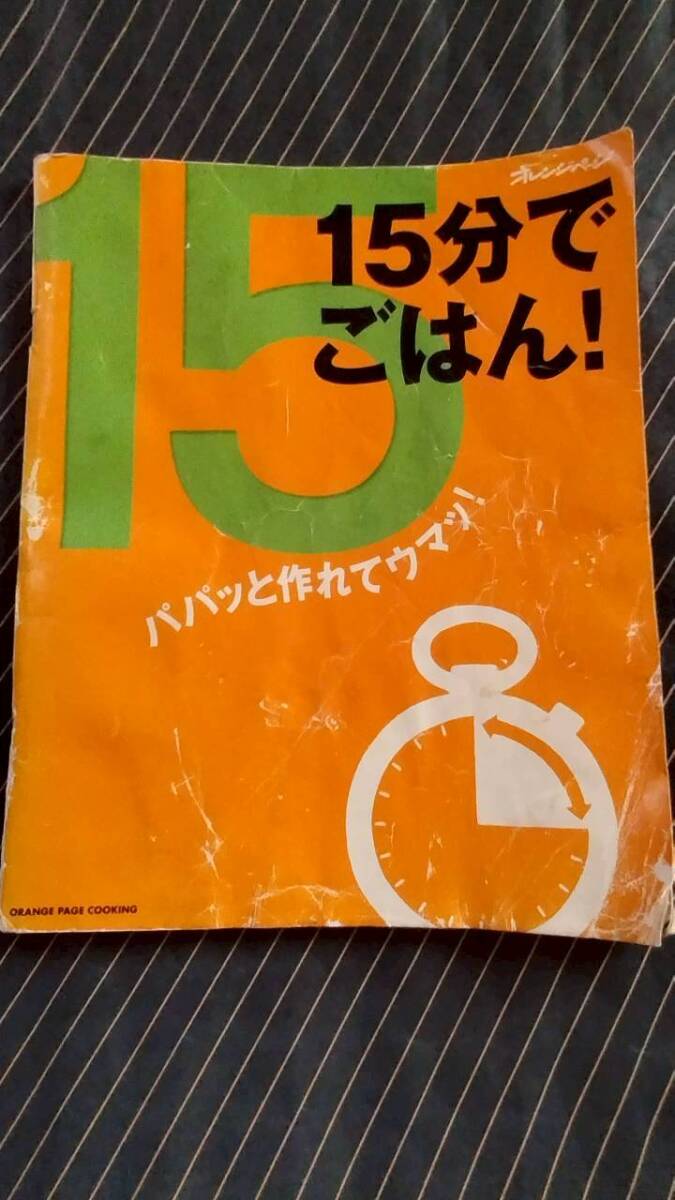 オレンジページ
15
15分で
ごはん!
パパッと作れてウマッ!
ORANGE PAGE COOKING